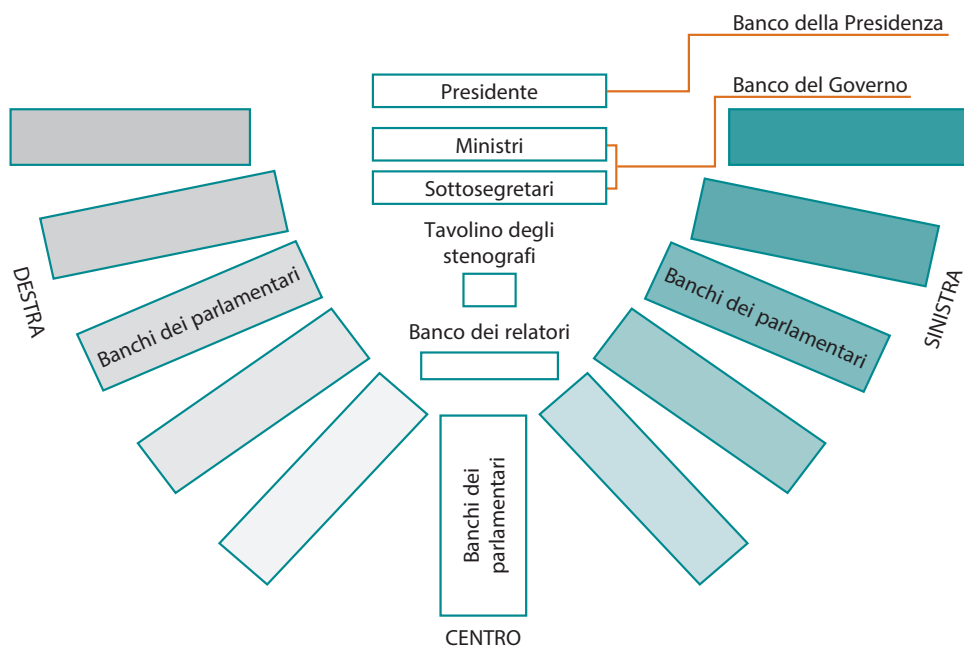 Banco della Presidenza
Presidente
Banco del Governo
Ministri
Sottosegretari
Tavolino degli
stenografi
DESTRA
Banchi dei parlamentari
Banchi dei parlamentari
SINISTRA
Banco dei relatori
Banchi dei
parlamentari
CENTRO